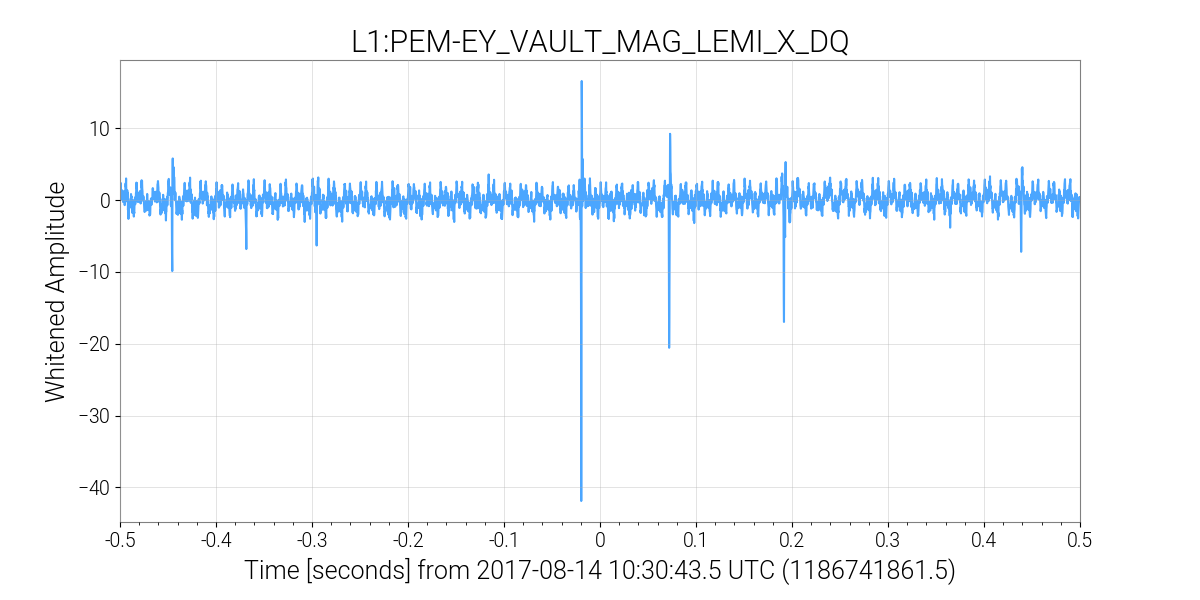 L1:PEM-EY_VAULT_MAG_LEMI_X_DQ
Whitened Amplitude
10
0
−10
−20
−30
−40
-0.5 -0.4 -0.3 -0.2 -0.1 0 0.1 0.2 0.3 0.4 0.5
Time [seconds] from 2017-08-14 10:30:43.5 UTC (1186741861.5)